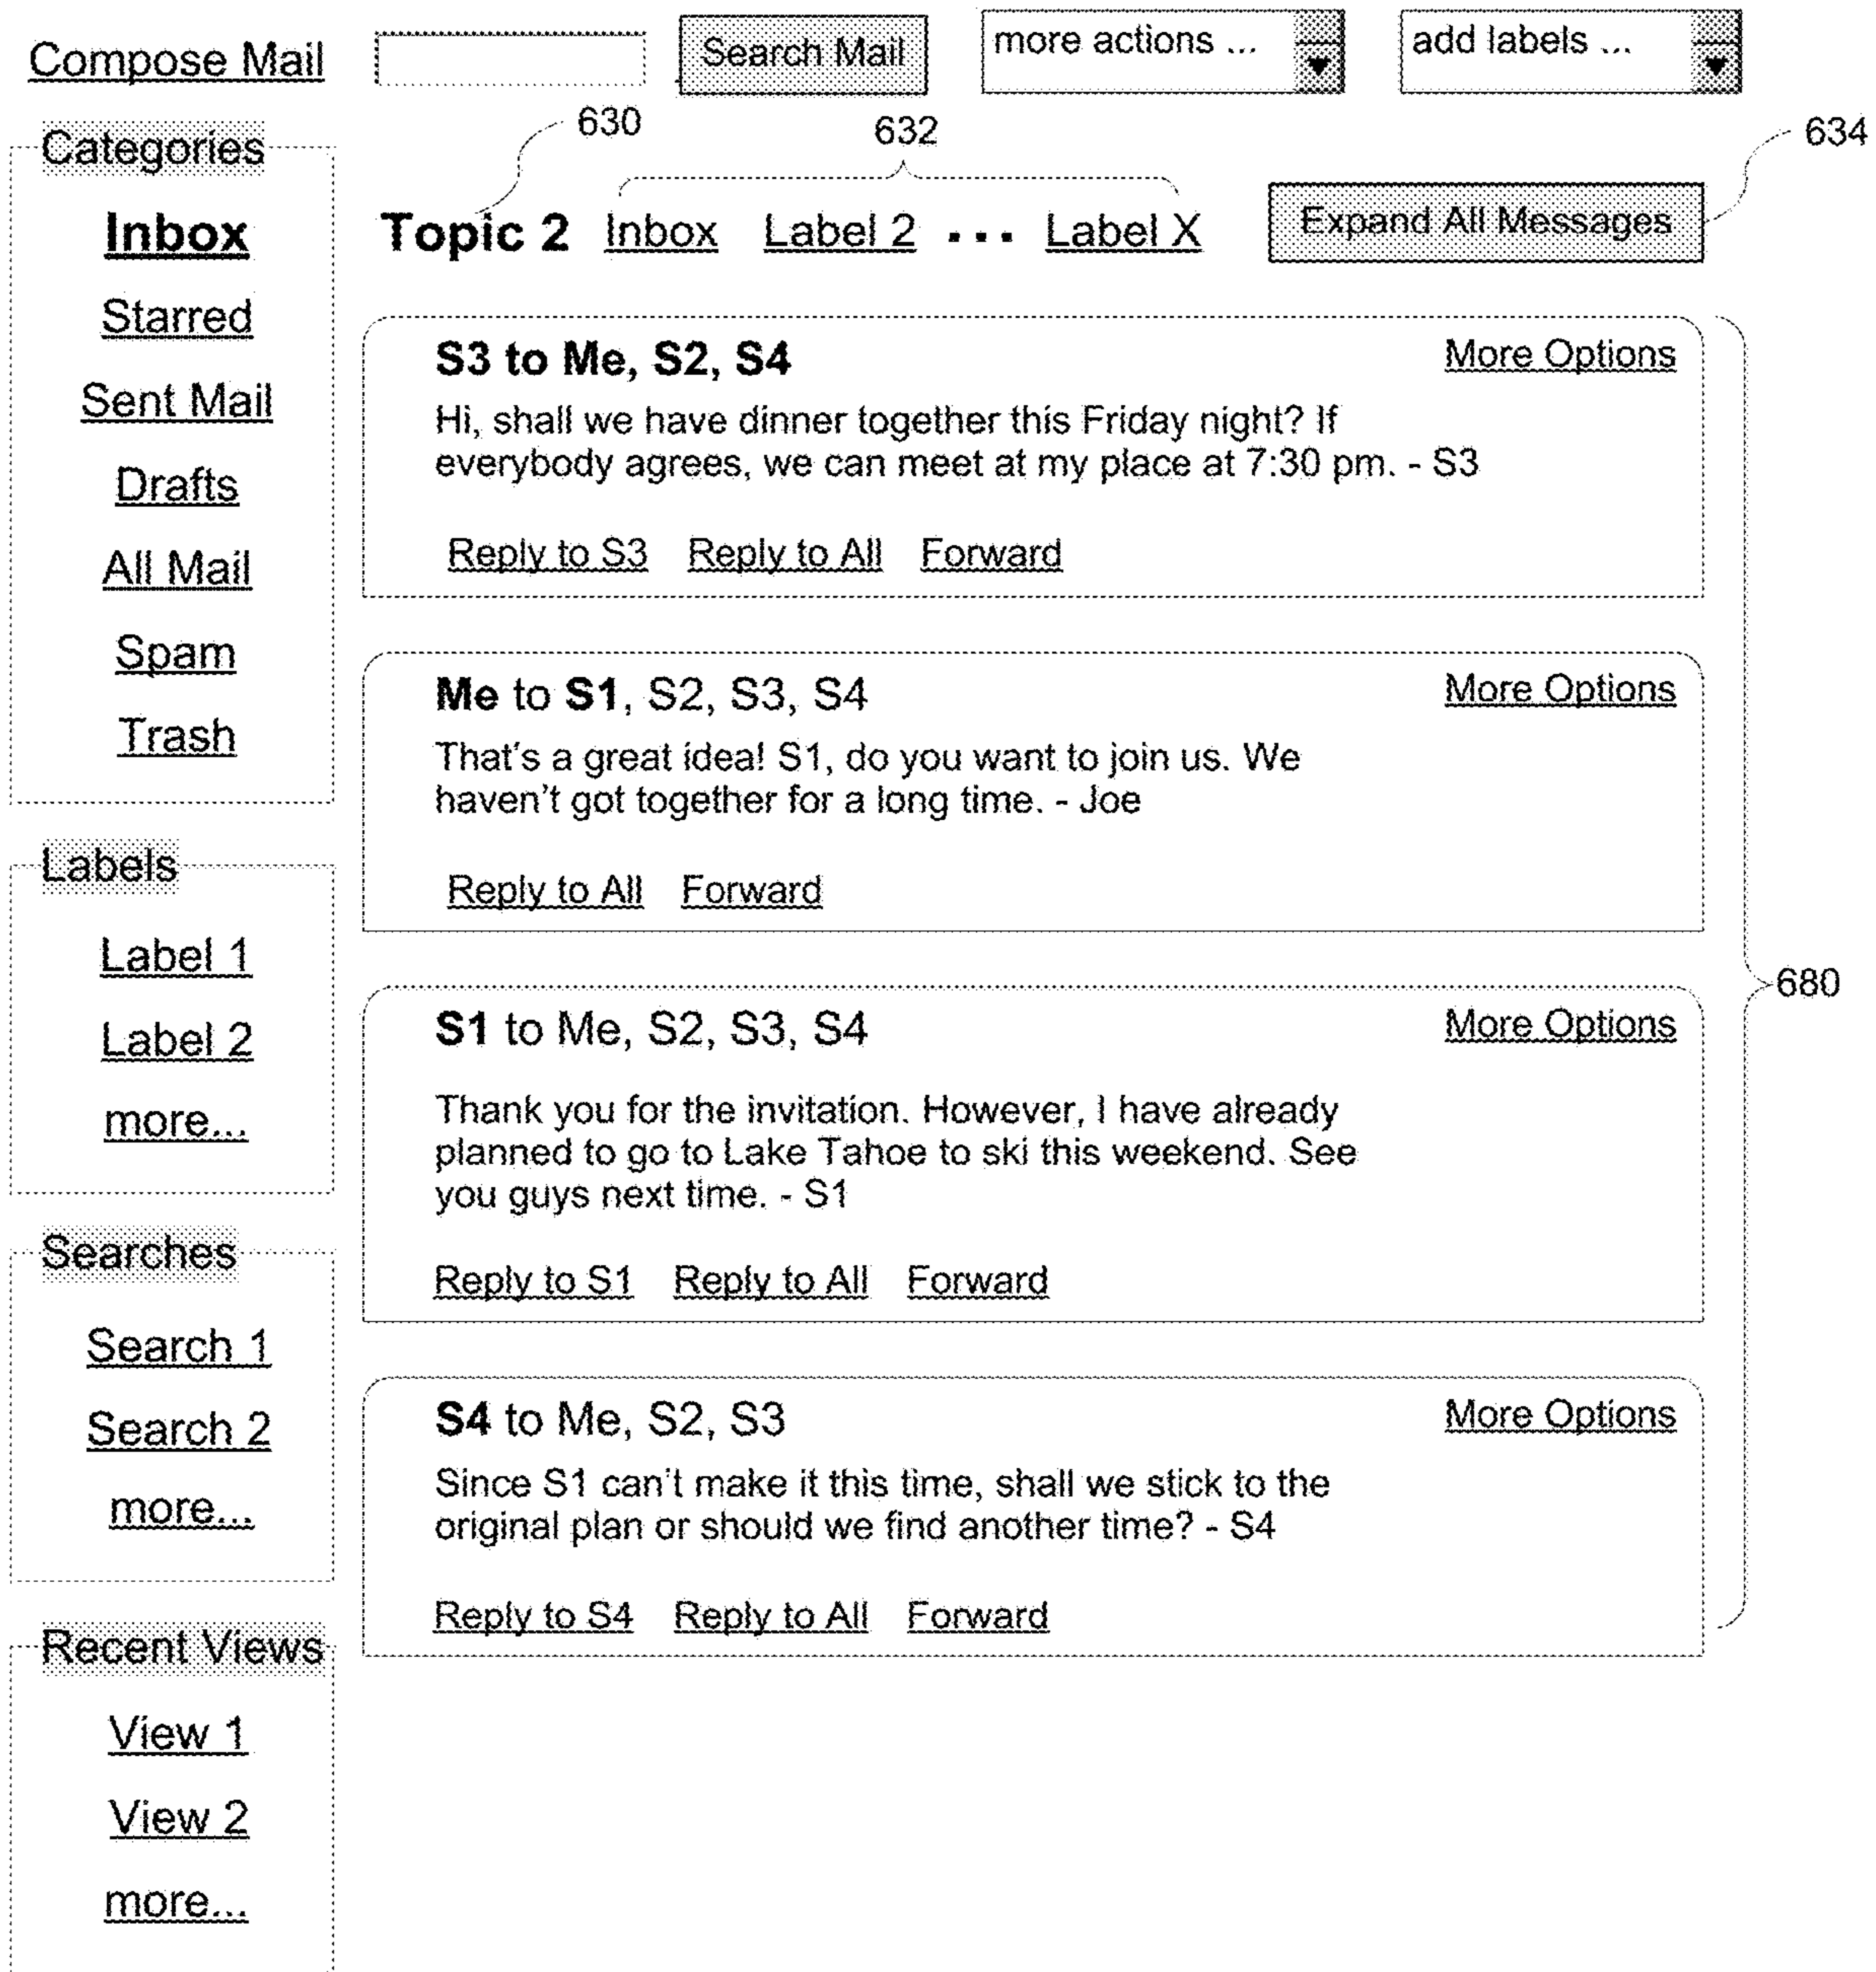 Compose Mail
Search Mail
more actions ...
add labels ...
630
632
634
Categories
Inbox
Starred
Sent Mail
Drafts
All Mail
Spam
Trash
Labels
Label 1
Label 2
more...
Searches
Search 1
Search 2
more...
Recent Views
View 1
View 2
more...
Topic 2 Inbox Label 2 ... Label X
Expand All Messages
S3 to Me, S2, S4
More Options
Hi, shall we have dinner together this Friday night? If
everybody agrees, we can meet at my place at 7:30 pm. - S3
Reply to S3 Reply to All Forward
Me to S1, S2, S3, S4
More Options
That's a great idea! S1, do you want to join us. We
haven't got together for a long time. - Joe
Reply to All Forward
S1 to Me, S2, S3, S4
More Options
Thank you for the invitation. However, I have already
planned to go to Lake Tahoe to ski this weekend. See
you guys next time. - S1
Reply to S1 Reply to All Forward
S4 to Me, S2, S3
More Options
Since S1 can't make it this time, shall we stick to the
original plan or should we find another time? - S4
Reply to S4 Reply to All Forward
680